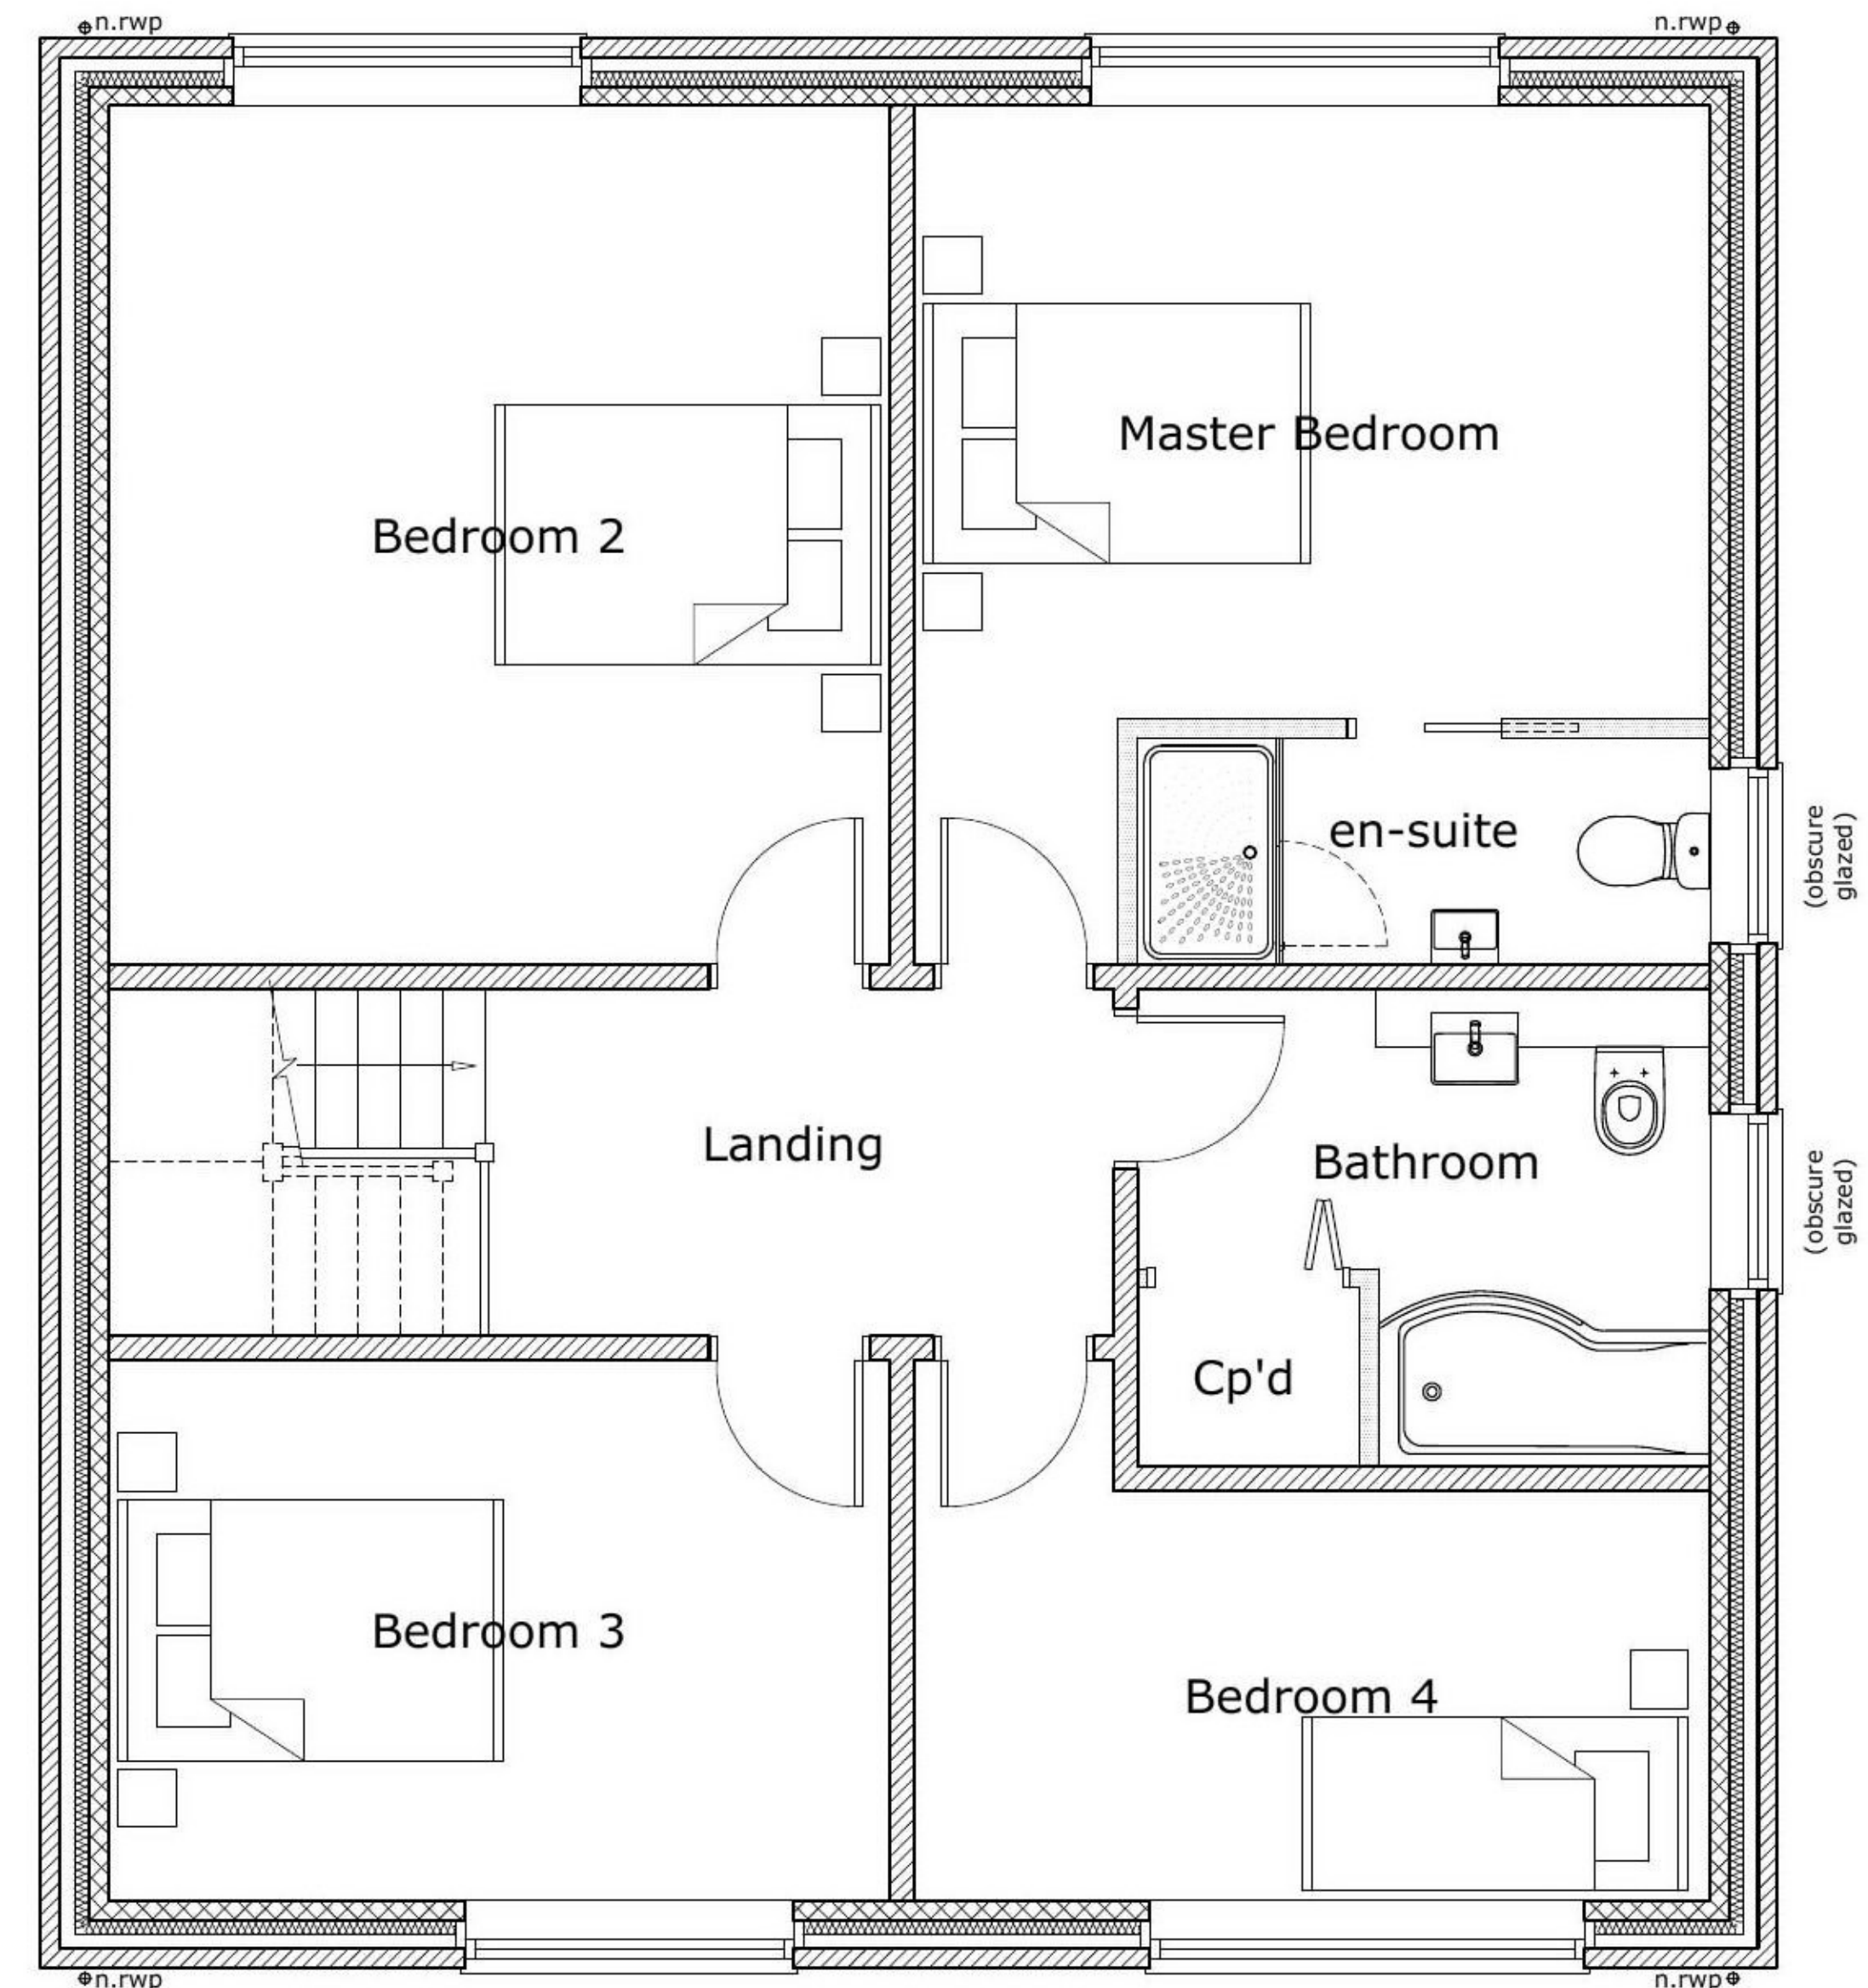 n.rwp
n.rwp
Master Bedroom
Bedroom 2
en-suite
(obscure
glazed)
Landing
Bathroom
(obscure
glazed)
Cp'd
Bedroom 3
Bedroom 4
n.rwp
n.rwp